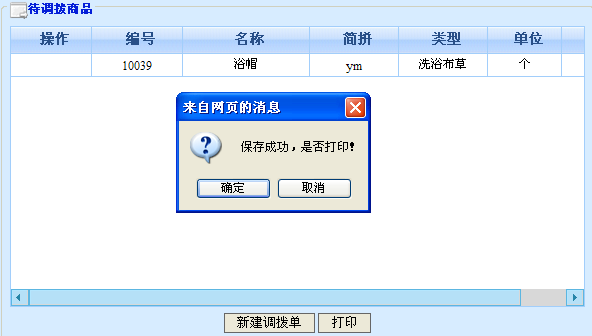 待调拨商品
操作 编号 名称 简拼 类型 单位
10039 浴帽 ym 洗浴布草 个
来自网页的消息
保存成功，是否打印!
确定 取消
新建调拨单 打印